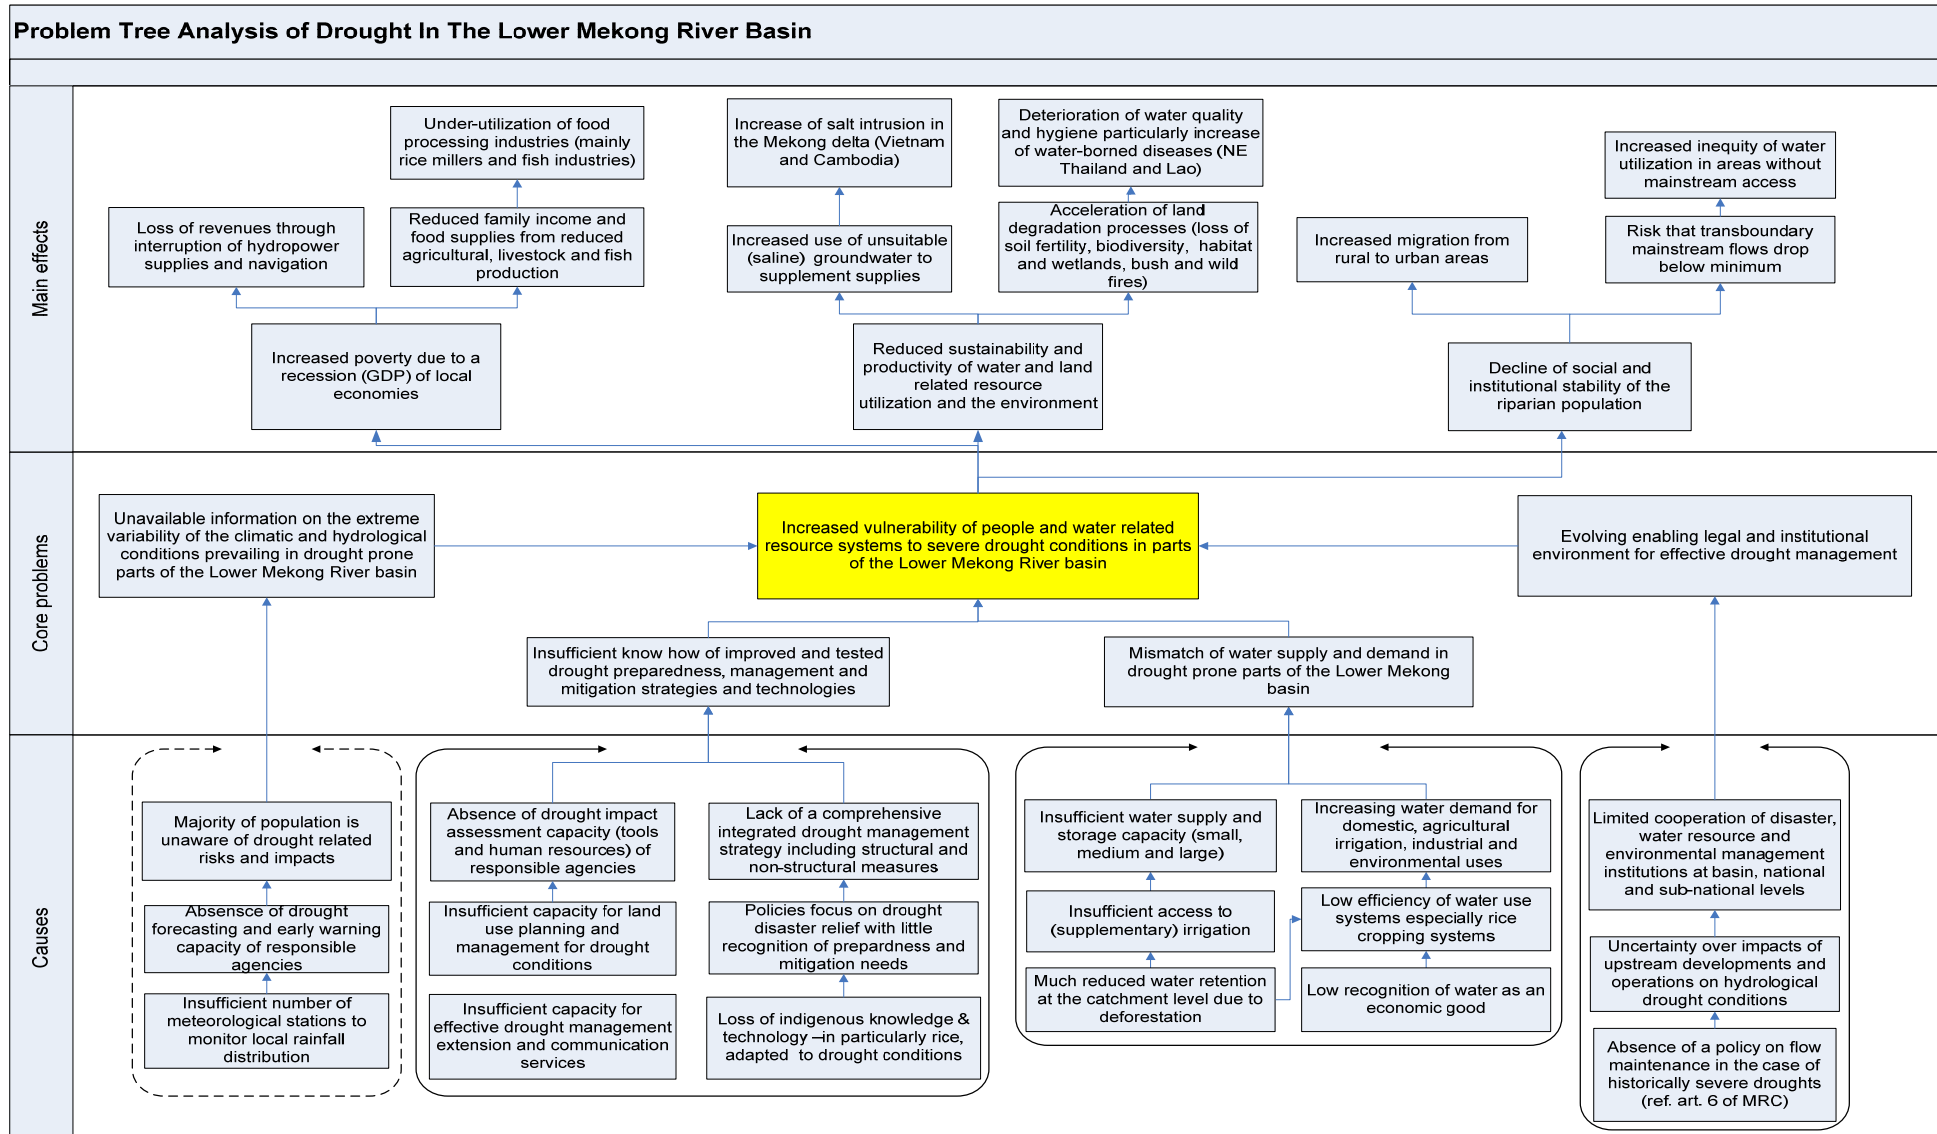 Problem Tree Analysis of Drought In The Lower Mekong River Basin
Main effects
Under-utilization of food
processing industries (mainly
rice millers and fish industries)
Increase of salt intrusion in
the Mekong delta (Vietnam
and Cambodia)
Deterioration of water quality
and hygiene particularly increase
of water-borned diseases (NE
Thailand and Lao)
Increased inequity of water
utilization in areas without
mainstream access
Loss of revenues through
interruption of hydropower
supplies and navigation
Reduced family income and
food supplies from reduced
agricultural, livestock and fish
production
Increased use of unsuitable
(saline) groundwater to
supplement supplies
Acceleration of land
degradation processes (loss of
soil fertility, biodiversity, habitat
and wetlands, bush and wild
fires)
Increased migration from
rural to urban areas
Risk that transboundary
mainstream flows drop
below minimum
Increased poverty due to a
recession (GDP) of local
economies
Reduced sustainability and
productivity of water and land
related resource
utilization and the environment
Decline of social and
institutional stability of the
riparian population
Core problems
Unavailable information on the extreme
variability of the climatic and hydrological
conditions prevailing in drought prone
parts of the Lower Mekong River basin
Increased vulnerability of people and water related
resource systems to severe drought conditions in parts
of the Lower Mekong River basin
Evolving enabling legal and institutional
environment for effective drought management
Insufficient know how of improved and tested
drought preparedness, management and
mitigation strategies and technologies
Mismatch of water supply and demand in
drought prone parts of the Lower Mekong
basin
Causes
Majority of population is
unaware of drought related
risks and impacts
Absensce of drought
forecasting and early warning
capacity of responsible
agencies
Insufficient number of
meteorological stations to
monitor local rainfall
distribution
Absence of drought impact
assessment capacity (tools
and human resources) of
responsible agencies
Insufficient capacity for land
use planning and
management for drought
conditions
Insufficient capacity for
effective drought management
extension and communication
services
Lack of a comprehensive
integrated drought management
strategy including structural and
non-structural measures
Policies focus on drought
disaster relief with little
recognition of prepardness and
mitigation needs
Loss of indigenous knowledge &
technology –in particularly rice,
adapted to drought conditions
Insufficient water supply and
storage capacity (small,
medium and large)
Insufficient access to
(supplementary) irrigation
Much reduced water retention
at the catchment level due to
deforestation
Increasing water demand for
domestic, agricultural
irrigation, industrial and
environmental uses
Low efficiency of water use
systems especially rice
cropping systems
Low recognition of water as an
economic good
Limited cooperation of disaster,
water resource and
environmental management
institutions at basin, national
and sub-national levels
Uncertainty over impacts of
upstream developments and
operations on hydrological
drought conditions
Absence of a policy on flow
maintenance in the case of
historically severe droughts
(ref. art. 6 of MRC)